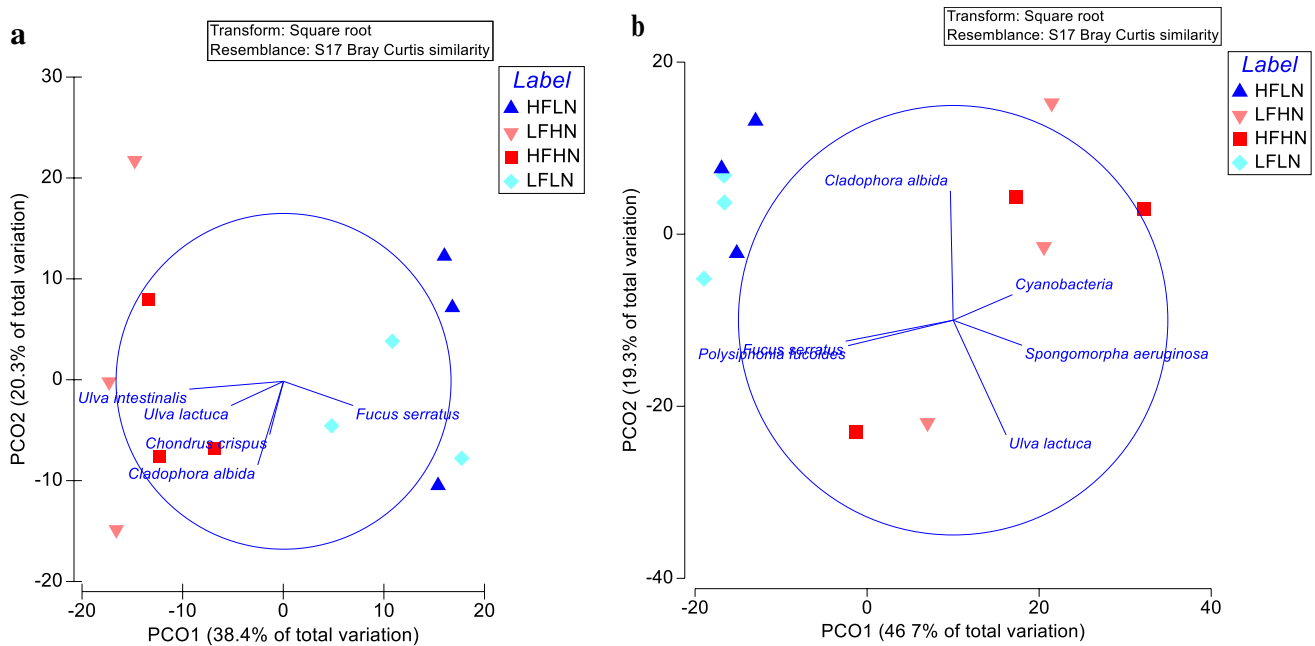 a
Transform: Square root
Resemblance: S17 Bray Curtis similarity
Label
HFLN
LFHN
HFHN
LFLN
30
20
10
0
-10
-20
PCO2 (20.3% of total variation)
Ulva intestinalis
Ulva lactuca
Fucus serratus
Chondrus crispus
Cladophora albida
-20
-10
0
10
20
PCO1 (38.4% of total variation)
b
Transform: Square root
Resemblance: S17 Bray Curtis similarity
Label
HFLN
LFHN
HFHN
LFLN
20
0
-20
-40
PCO2 (19.3% of total variation)
Cladophora albida
Cyanobacteria
Fucus serratus
Polysiphonia fucoides
Spongomorpha aeruginosa
Ulva lactuca
-20
0
20
40
PCO1 (46 7% of total variation)